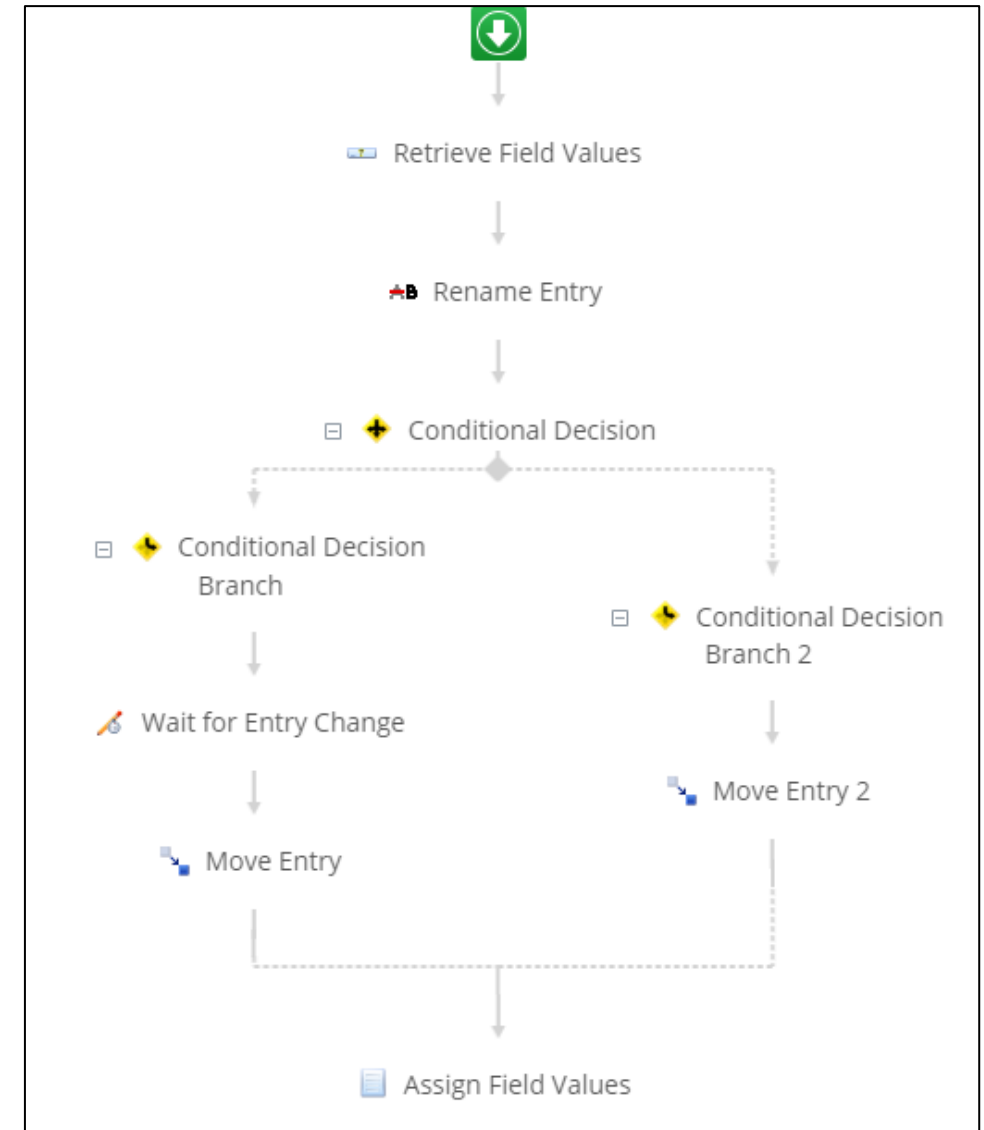 Retrieve Field Values
Rename Entry
Conditional Decision
Conditional Decision
Branch
Conditional Decision
Branch 2
Wait for Entry Change
Move Entry 2
Move Entry
Assign Field Values